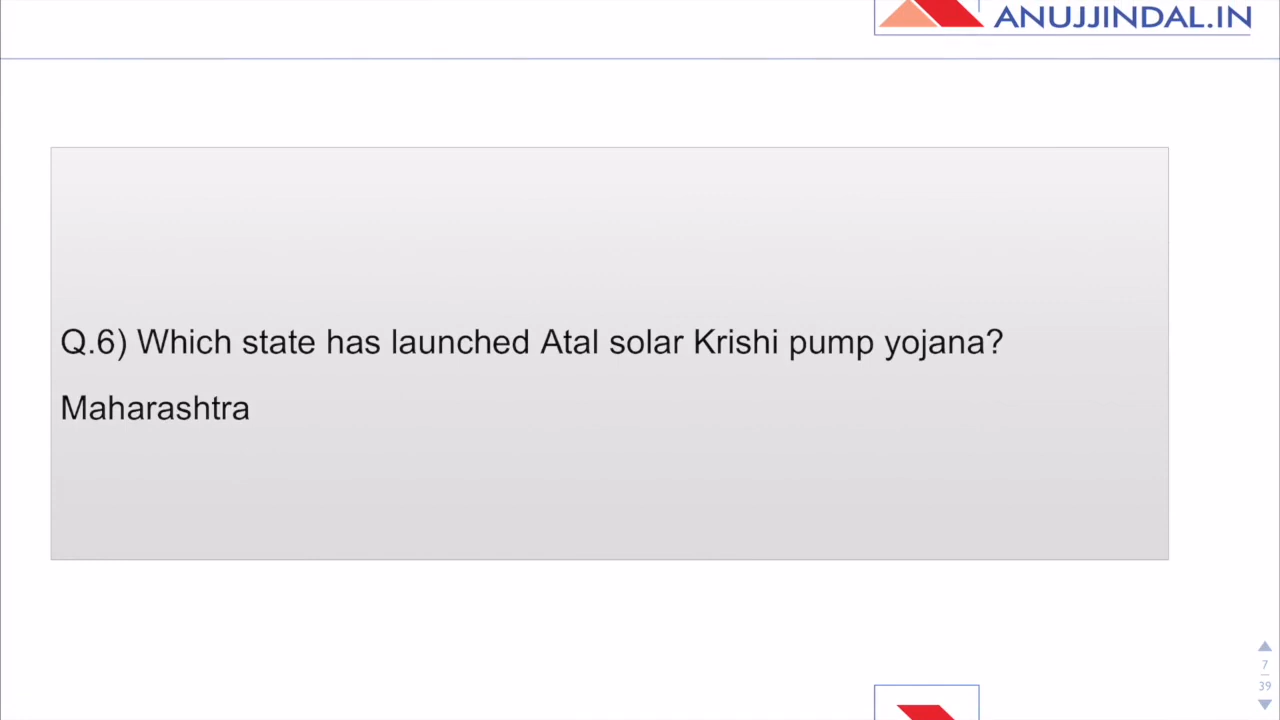 ANUJJINDAL.IN
Q.6) Which state has launched Atal solar Krishi pump yojana?
Maharashtra
7
39